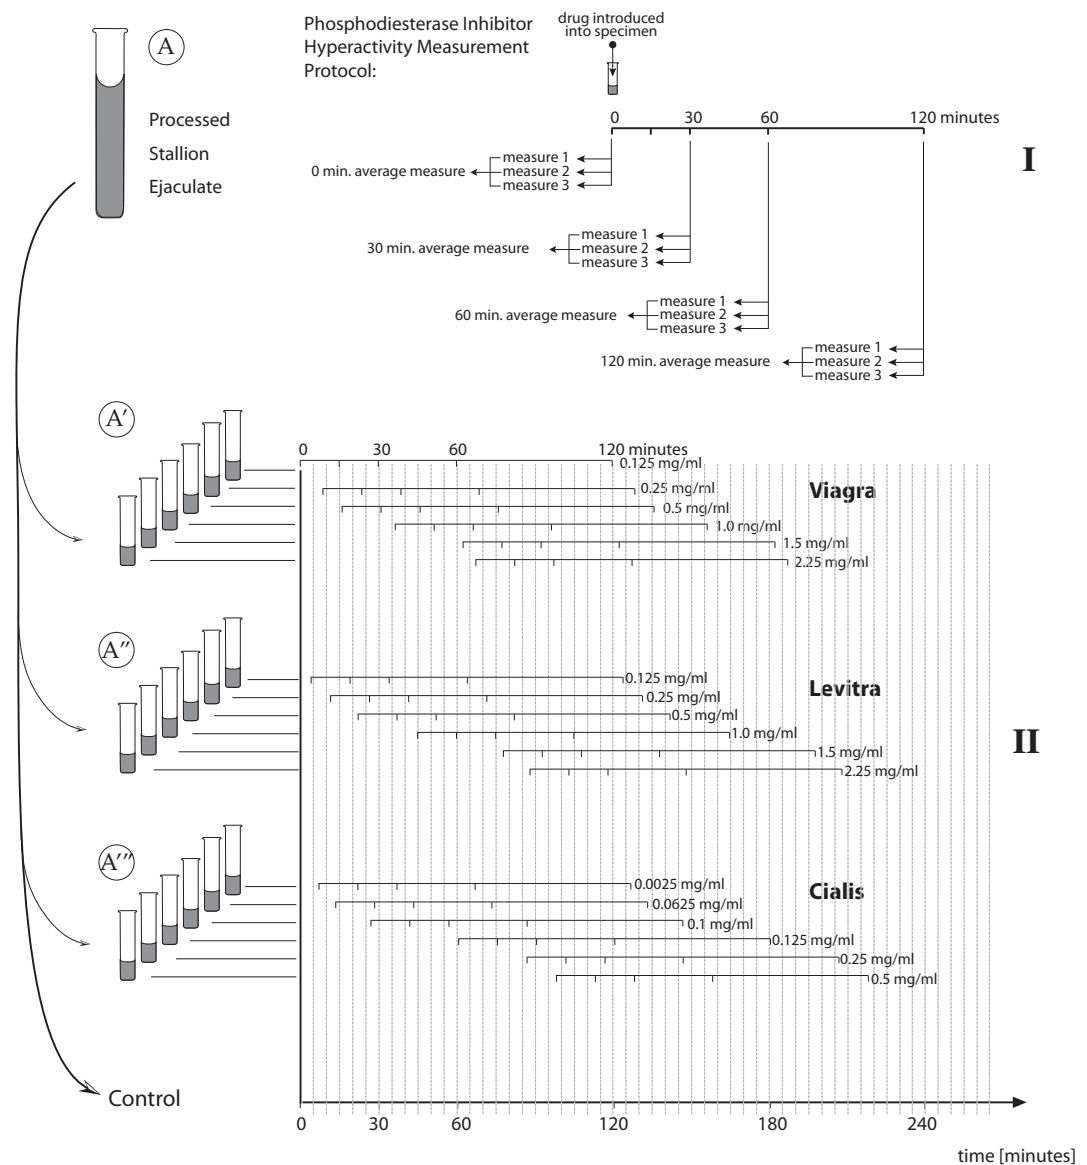 A
Processed
Stallion
Ejaculate
Phosphodiesterase Inhibitor
Hyperactivity Measurement
Protocol:
drug introduced
into specimen
0 30 60 120 minutes
I
0 min. average measure
measure 1
measure 2
measure 3
30 min. average measure
measure 1
measure 2
measure 3
60 min. average measure
measure 1
measure 2
measure 3
120 min. average measure
measure 1
measure 2
measure 3
A′
0 30 60 120 minutes
0.125 mg/ml
0.25 mg/ml
0.5 mg/ml
1.0 mg/ml
1.5 mg/ml
2.25 mg/ml
Viagra
A″
0.125 mg/ml
0.25 mg/ml
0.5 mg/ml
1.0 mg/ml
1.5 mg/ml
2.25 mg/ml
Levitra
II
A‴
0.0025 mg/ml
0.0625 mg/ml
0.1 mg/ml
0.125 mg/ml
0.25 mg/ml
0.5 mg/ml
Cialis
Control
0 30 60 120 180 240
time [minutes]